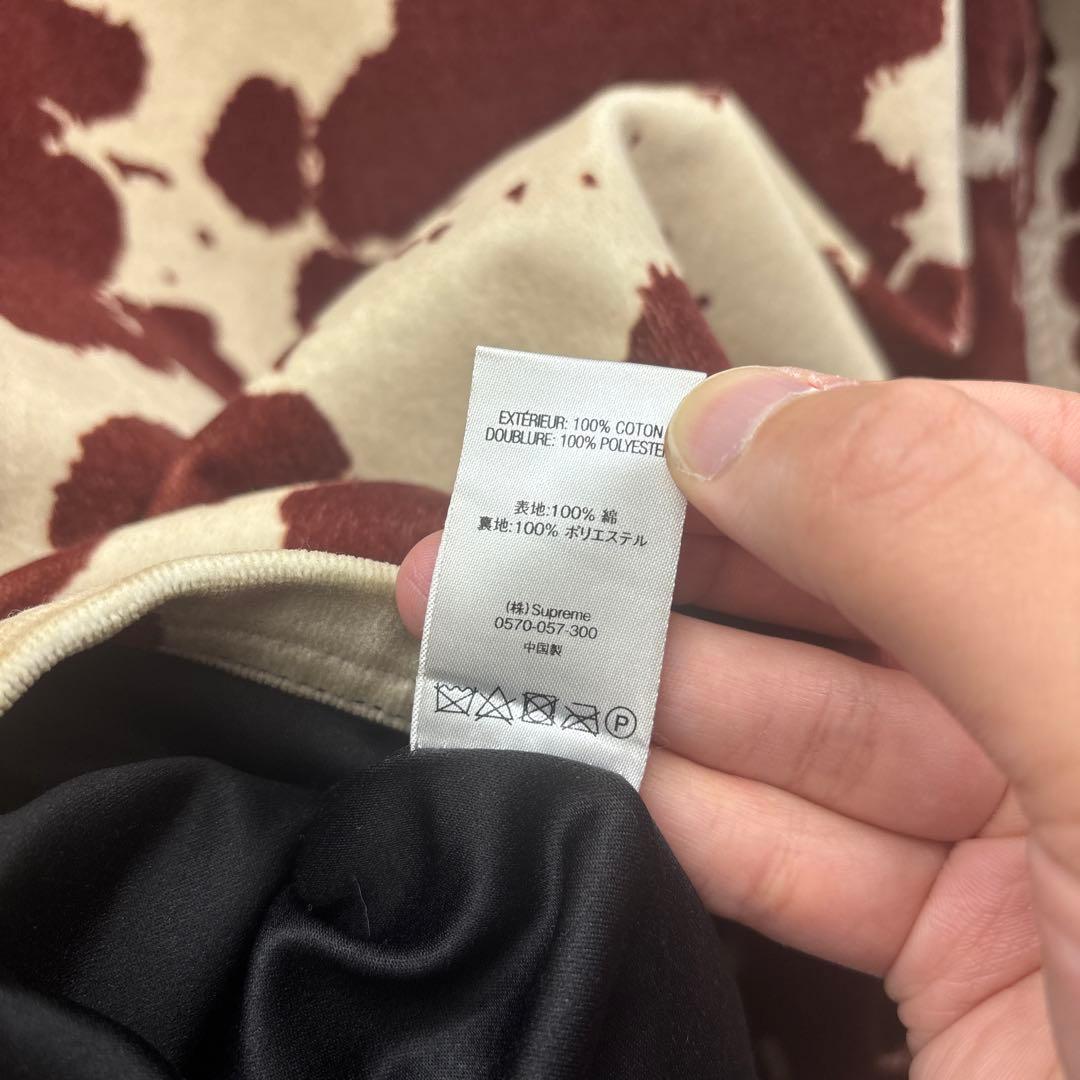 EXTÉRIEUR: 100% COTON
DOUBLURE: 100% POLYESTER
表地:100% 綿
裏地:100% ポリエステル
(株)Supreme
0570-057-300
中国製
P